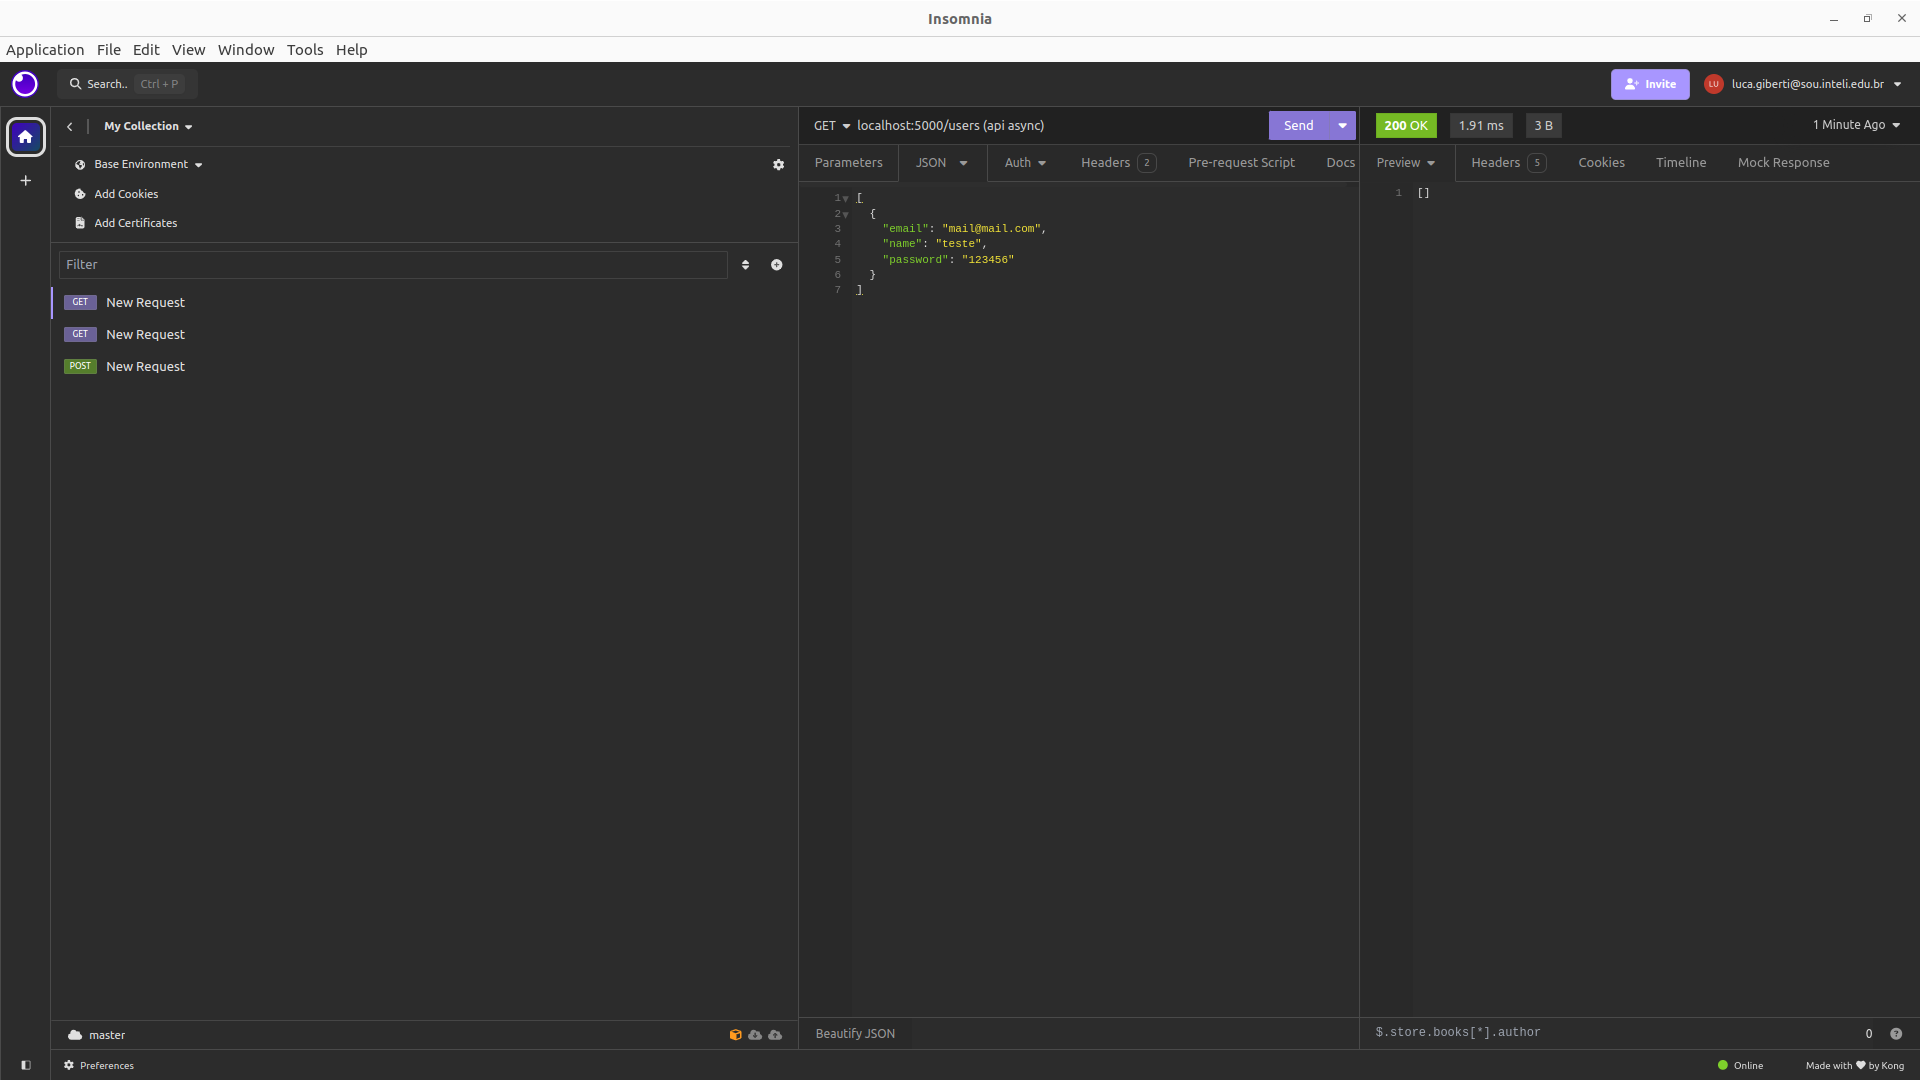 Insomnia
Application File Edit View Window Tools Help
Search.. Ctrl + P
Invite
LU luca.giberti@sou.inteli.edu.br
My Collection
Base Environment
Add Cookies
Add Certificates
Filter
GET New Request
GET New Request
POST New Request
master
Preferences
GET localhost:5000/users (api async) Send
Parameters JSON Auth Headers 2 Pre-request Script Docs
1 [
2 {
3 "email": "mail@mail.com",
4 "name": "teste",
5 "password": "123456"
6 }
7 ]
Beautify JSON
200 OK 1.91 ms 3 B 1 Minute Ago
Preview Headers 5 Cookies Timeline Mock Response
1 []
$.store.books[*].author 0 ?
Online Made with ♥ by Kong